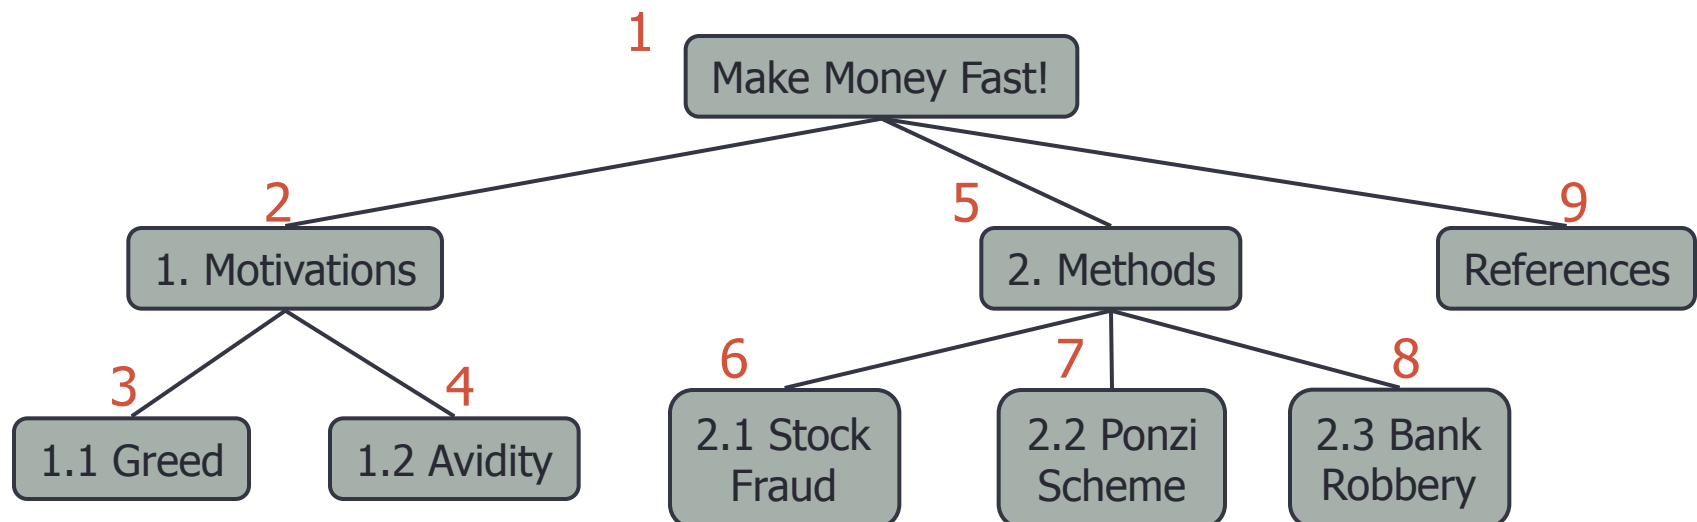 1
Make Money Fast!
2
5
9
1. Motivations
2. Methods
References
3
4
6
7
8
1.1 Greed
1.2 Avidity
2.1 Stock
Fraud
2.2 Ponzi
Scheme
2.3 Bank
Robbery